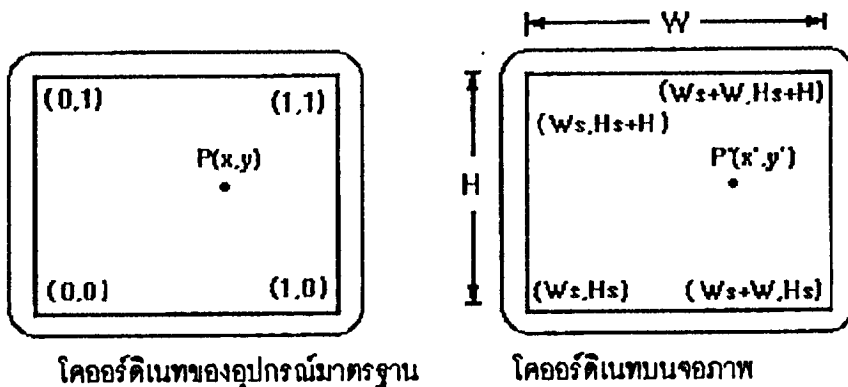 W
(0,1)
(1,1)
P(x,y)
(0,0)
(1,0)
H
(Ws+W,Hs+H)
(Ws,Hs+H)
P'(x',y')
(Ws,Hs)
(Ws+W,Hs)
โคออร์ดิเนทของอุปกรณ์มาตรฐาน
โคออร์ดิเนทบนจอภาพ